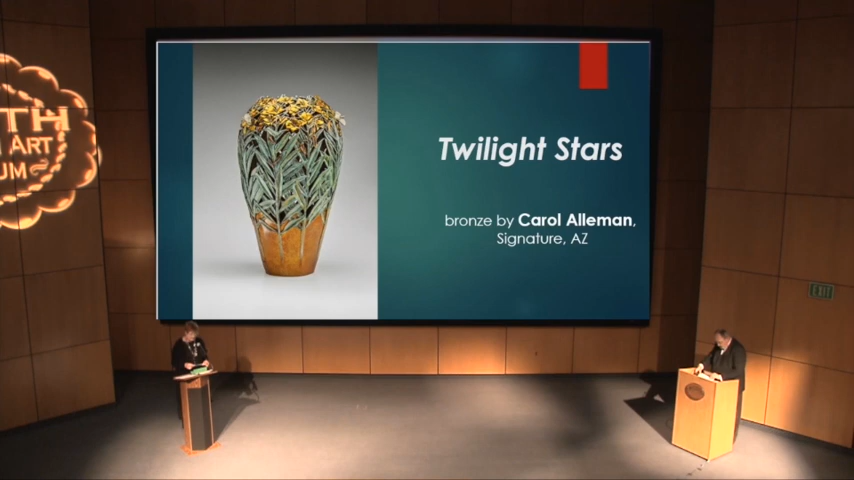 TH
ART
UM
Twilight Stars
bronze by Carol Alleman,
Signature, AZ
EXIT